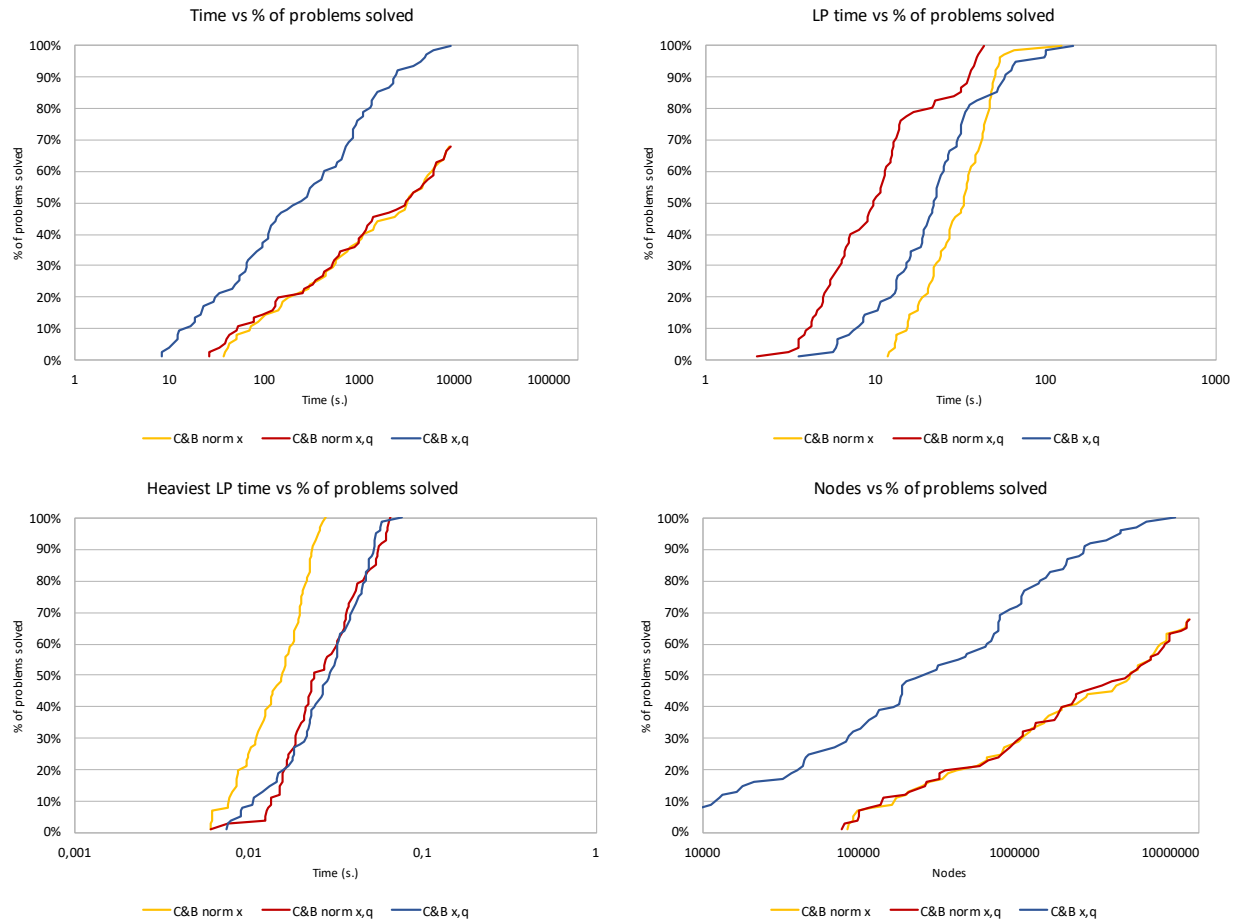 Time vs % of problems solved
100%
90%
80%
70%
60%
50%
40%
30%
20%
10%
0%
% of problems solved
1 10 100 1000 10000 100000
Time (s.)
C&B norm x C&B norm x,q C&B x,q
LP time vs % of problems solved
100%
90%
80%
70%
60%
50%
40%
30%
20%
10%
0%
% of problems solved
1 10 100 1000
Time (s.)
C&B norm x C&B norm x,q C&B x,q
Heaviest LP time vs % of problems solved
100%
90%
80%
70%
60%
50%
40%
30%
20%
10%
0%
% of problems solved
0,001 0,01 0,1 1
Time (s.)
C&B norm x C&B norm x,q C&B x,q
Nodes vs % of problems solved
100%
90%
80%
70%
60%
50%
40%
30%
20%
10%
0%
% of problems solved
10000 100000 1000000 10000000
Nodes
C&B norm x C&B norm x,q C&B x,q